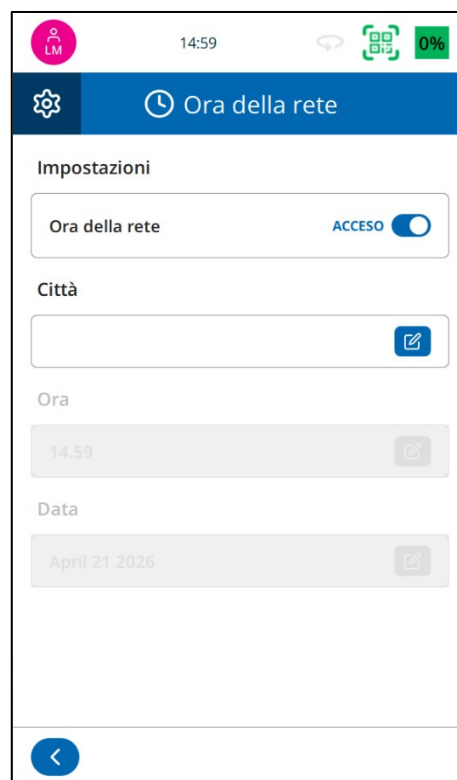 LM
14:59
0%
Ora della rete
Impostazioni
Ora della rete ACCESO
Città
Ora
14.59
Data
April 21 2026